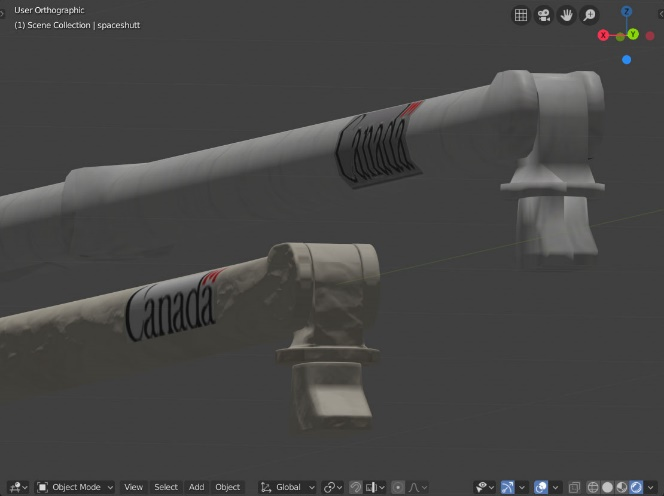 User Orthographic
(1) Scene Collection | spaceshutt
Z
X
Y
Canada
Canada
Object Mode View Select Add Object Global